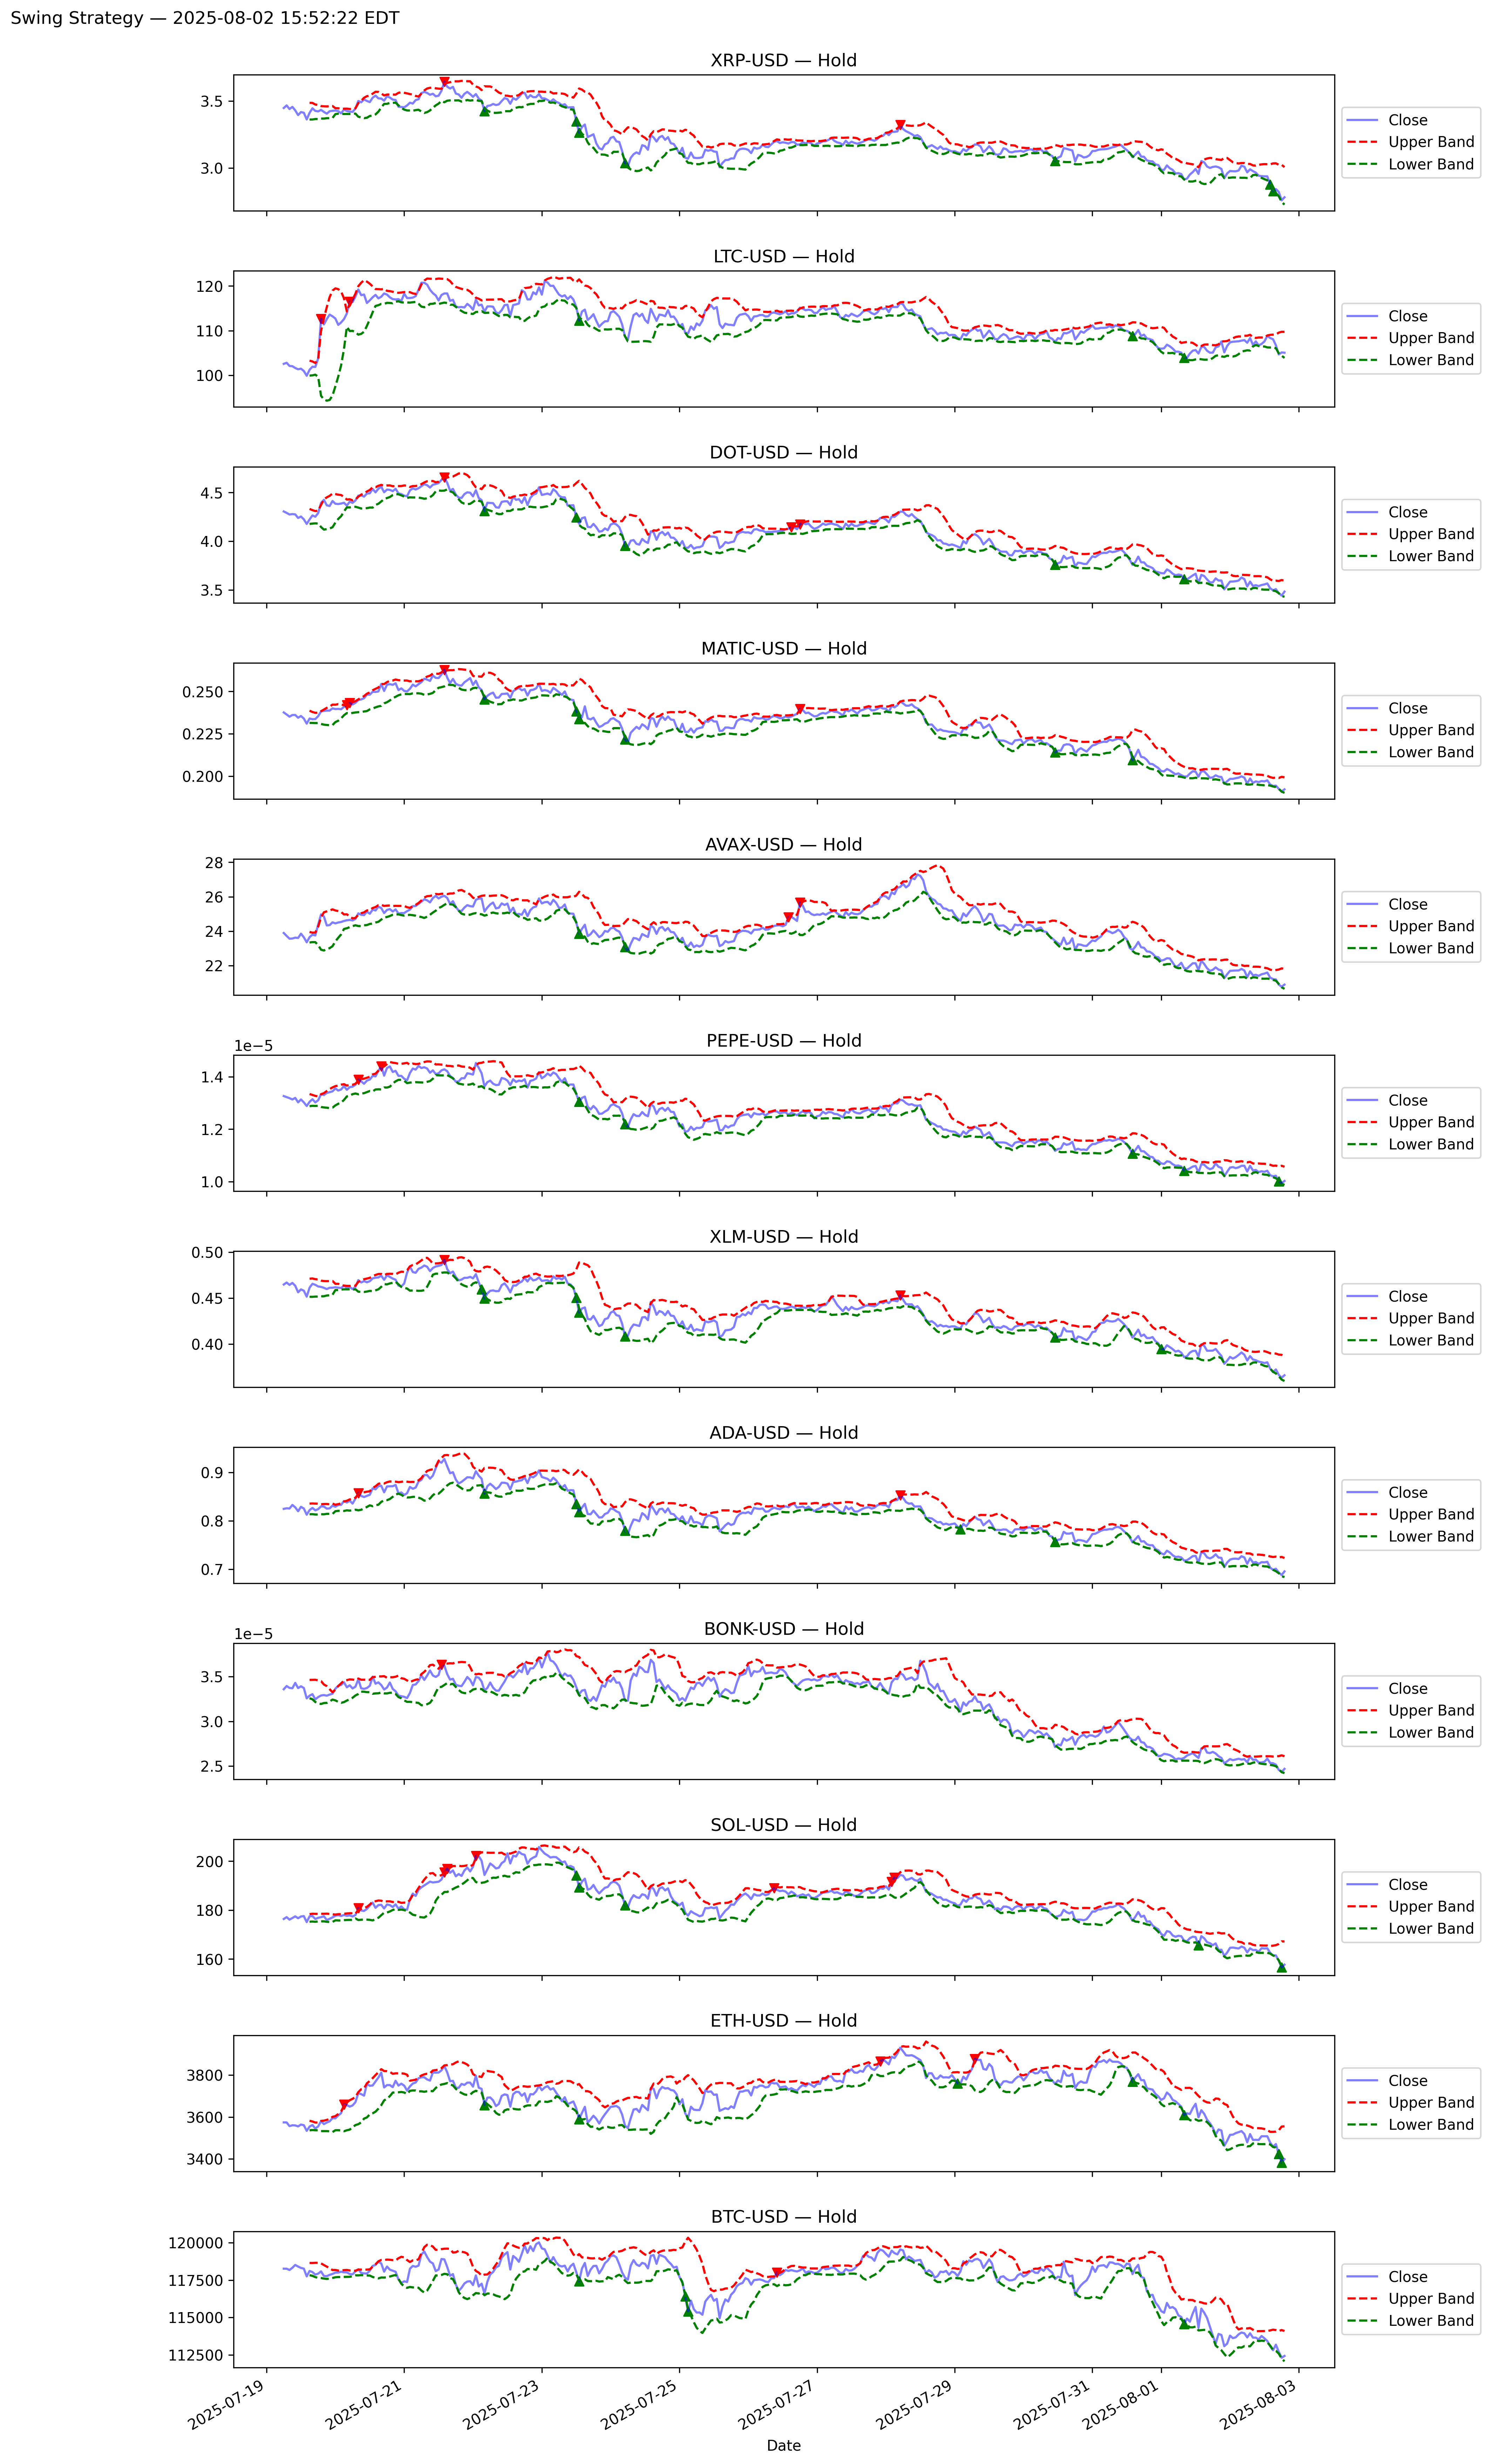 Swing Strategy — 2025-08-02 15:52:22 EDT
XRP-USD — Hold
3.5
3.0
Close
Upper Band
Lower Band
LTC-USD — Hold
120
110
100
Close
Upper Band
Lower Band
DOT-USD — Hold
4.5
4.0
3.5
Close
Upper Band
Lower Band
MATIC-USD — Hold
0.250
0.225
0.200
Close
Upper Band
Lower Band
AVAX-USD — Hold
28
26
24
22
Close
Upper Band
Lower Band
PEPE-USD — Hold
1e−5
1.4
1.2
1.0
Close
Upper Band
Lower Band
XLM-USD — Hold
0.50
0.45
0.40
Close
Upper Band
Lower Band
ADA-USD — Hold
0.9
0.8
0.7
Close
Upper Band
Lower Band
BONK-USD — Hold
1e−5
3.5
3.0
2.5
Close
Upper Band
Lower Band
SOL-USD — Hold
200
180
160
Close
Upper Band
Lower Band
ETH-USD — Hold
3800
3600
3400
Close
Upper Band
Lower Band
BTC-USD — Hold
120000
117500
115000
112500
Close
Upper Band
Lower Band
2025-07-19
2025-07-21
2025-07-23
2025-07-25
2025-07-27
2025-07-29
2025-07-31
2025-08-01
2025-08-03
Date